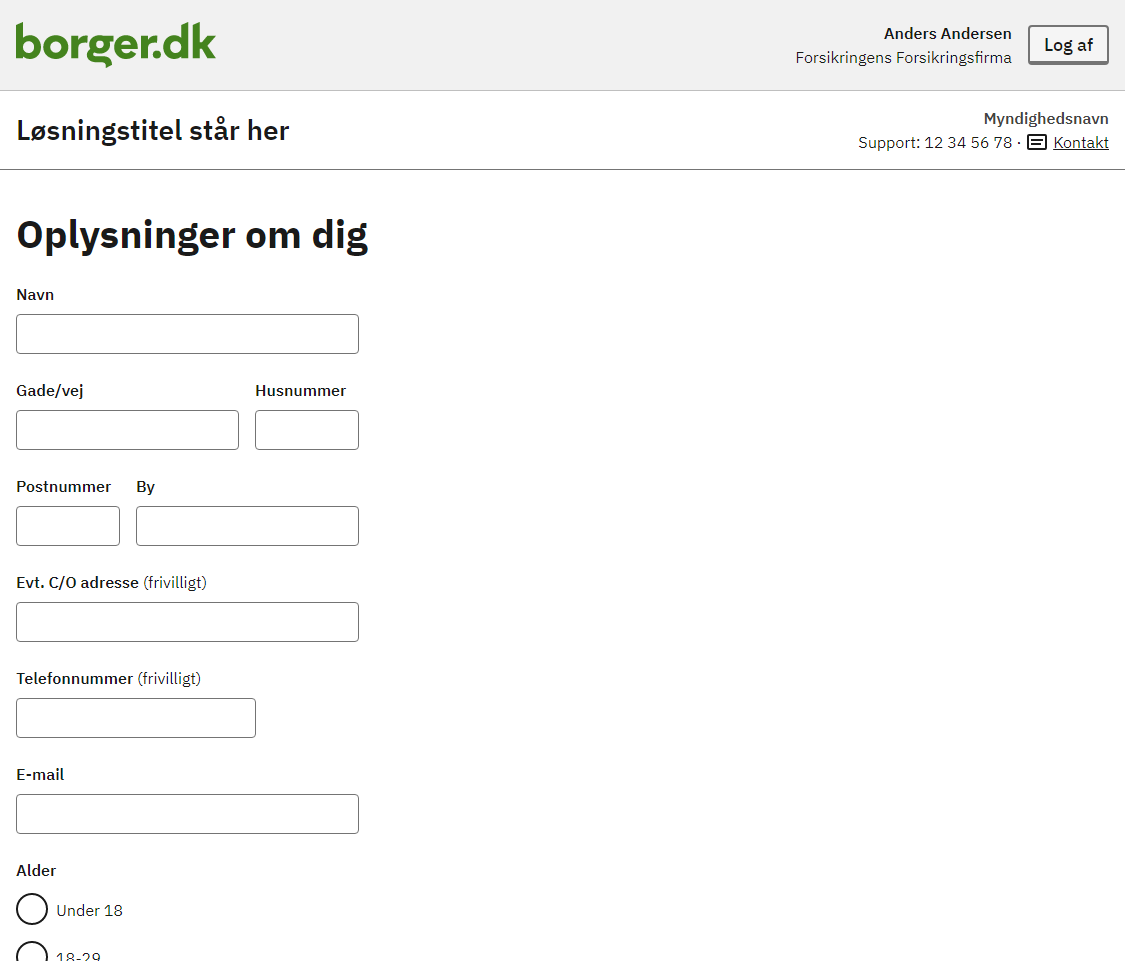 borger.dk
Anders Andersen
Forsikringens Forsikringsfirma
Log af
Løsningstitel står her
Myndighedsnavn
Support: 12 34 56 78 · Kontakt
Oplysninger om dig
Navn
Gade/vej Husnummer
Postnummer By
Evt. C/O adresse (frivilligt)
Telefonnummer (frivilligt)
E-mail
Alder
Under 18
18-29